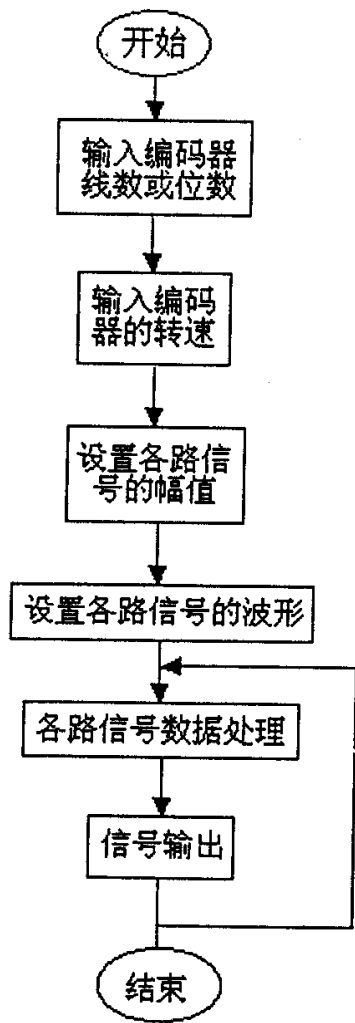 开始
输入编码器
线数或位数
输入编码
器的转速
设置各路信
号的幅值
设置各路信号的波形
各路信号数据处理
信号输出
结束